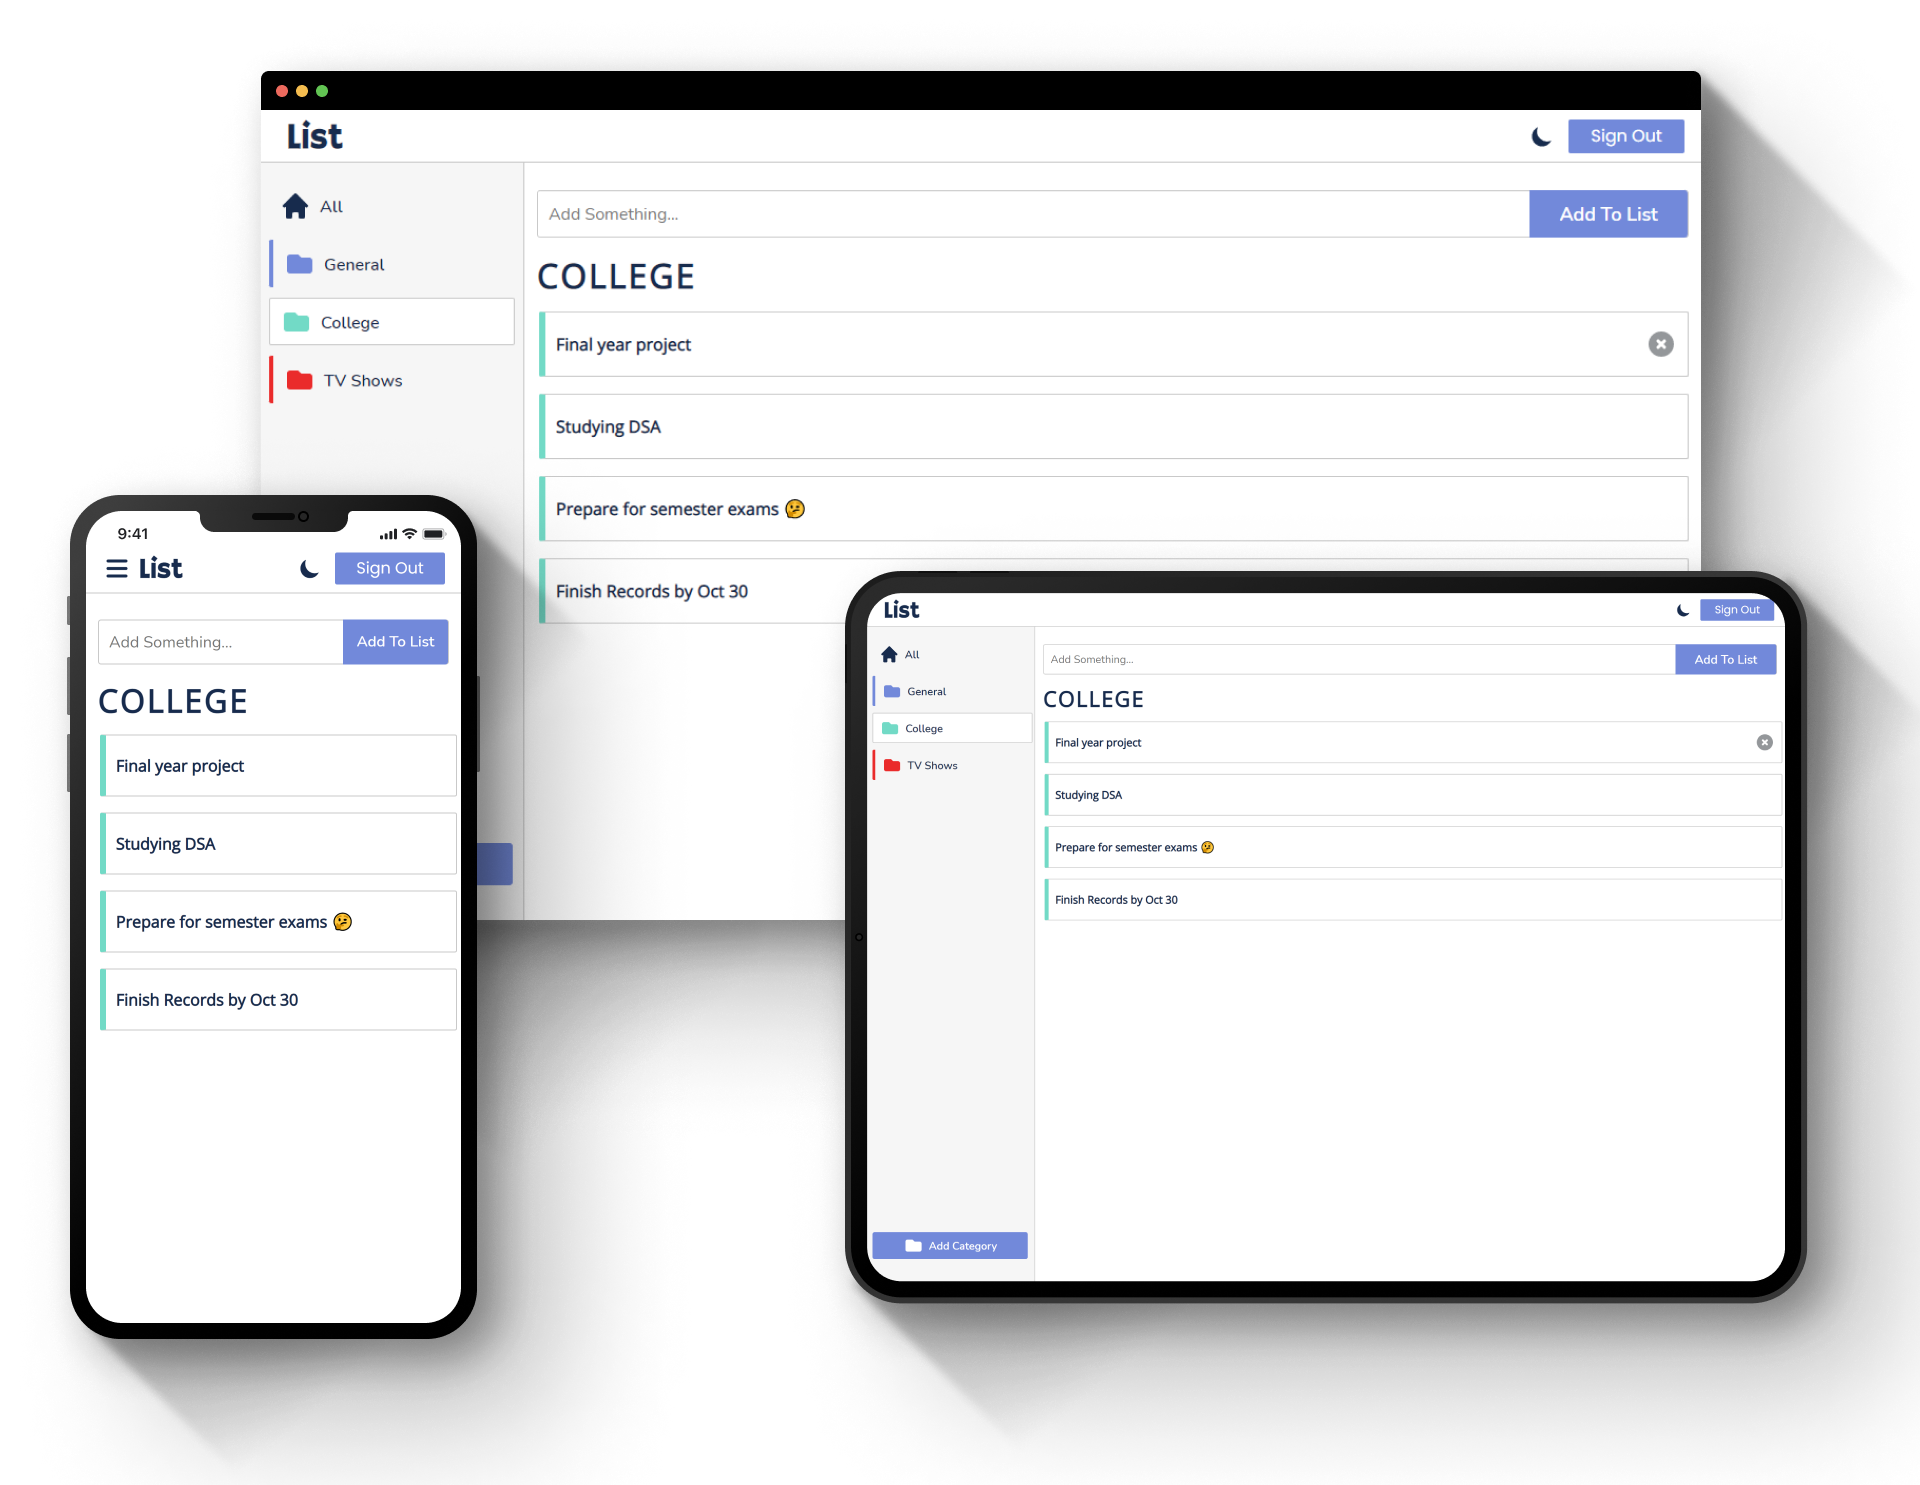 List
Sign Out
All
General
College
TV Shows
Add Something...
Add To List
COLLEGE
Final year project
Studying DSA
Prepare for semester exams 🤔
Finish Records by Oct 30
9:41
List
Sign Out
Add Something...
Add To List
COLLEGE
Final year project
Studying DSA
Prepare for semester exams 🤔
Finish Records by Oct 30
List
Sign Out
All
General
College
TV Shows
Add Category
Add Something...
Add To List
COLLEGE
Final year project
Studying DSA
Prepare for semester exams 🤔
Finish Records by Oct 30